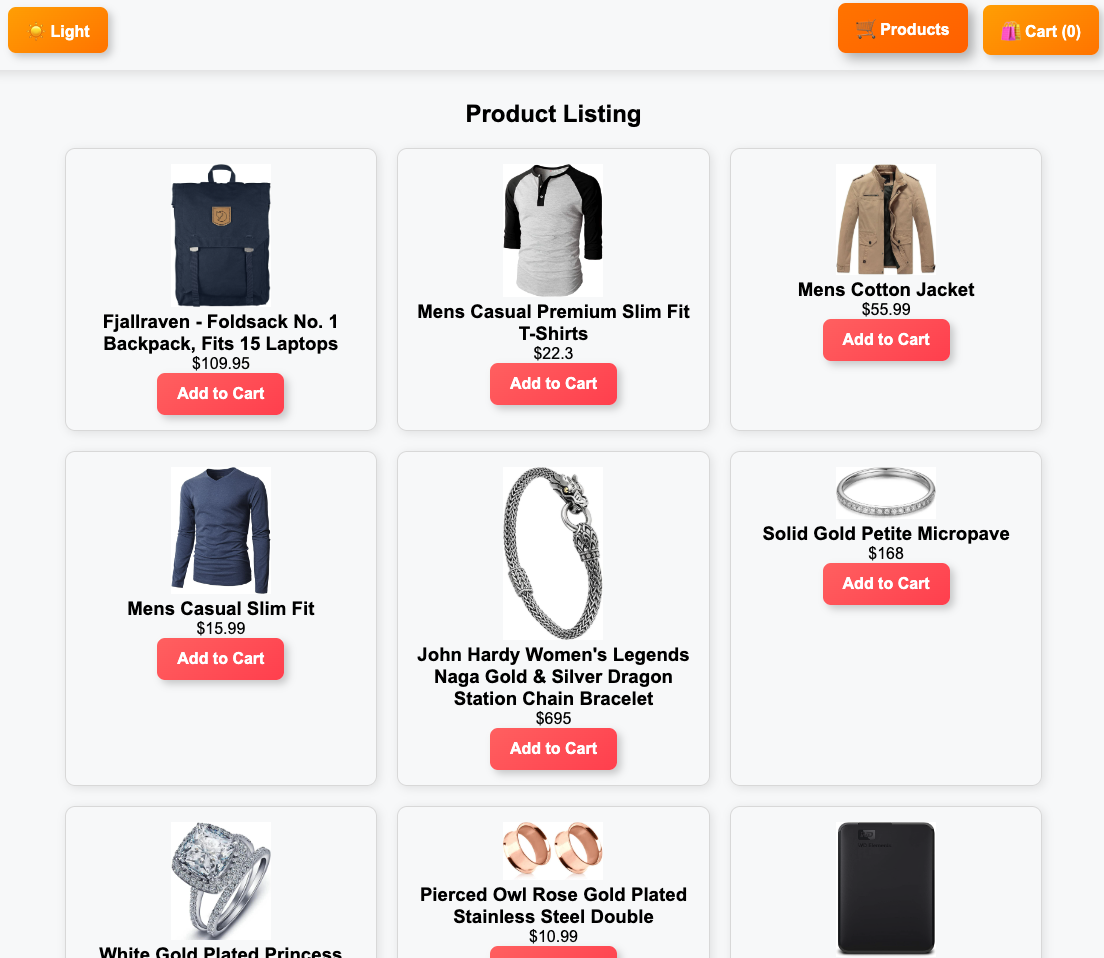 Light
Products
Cart (0)
Product Listing
Fjallraven - Foldsack No. 1
Backpack, Fits 15 Laptops
$109.95
Add to Cart
Mens Casual Premium Slim Fit
T-Shirts
$22.3
Add to Cart
Mens Cotton Jacket
$55.99
Add to Cart
Mens Casual Slim Fit
$15.99
Add to Cart
John Hardy Women's Legends
Naga Gold & Silver Dragon
Station Chain Bracelet
$695
Add to Cart
Solid Gold Petite Micropave
$168
Add to Cart
White Gold Plated Princess
Pierced Owl Rose Gold Plated
Stainless Steel Double
$10.99